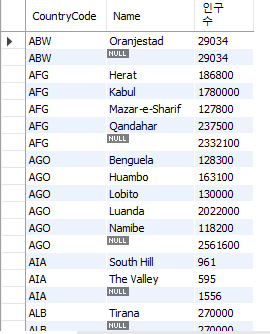 CountryCode Name 인구
수
ABW Oranjestad 29034
ABW NULL 29034
AFG Herat 186800
AFG Kabul 1780000
AFG Mazar-e-Sharif 127800
AFG Qandahar 237500
AFG NULL 2332100
AGO Benguela 128300
AGO Huambo 163100
AGO Lobito 130000
AGO Luanda 2022000
AGO Namibe 118200
AGO NULL 2561600
AIA South Hill 961
AIA The Valley 595
AIA NULL 1556
ALB Tirana 270000
ALB NULL 270000